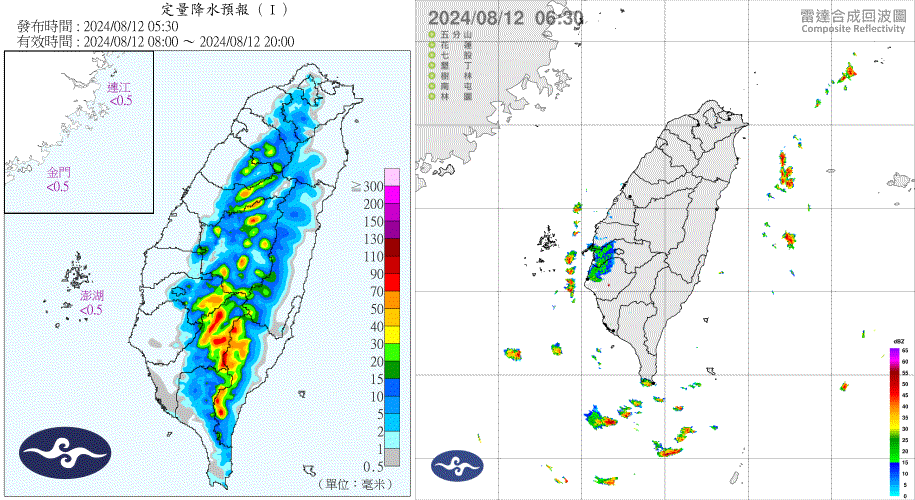 定量降水預報（Ⅰ）
發布時間：2024/08/12 05:30
有效時間：2024/08/12 08:00 ～ 2024/08/12 20:00
連江
<0.5
金門
<0.5
澎湖
<0.5
≥300
200
150
130
110
90
70
50
40
30
20
15
10
5
2
1
0.5
（單位：毫米）
2024/08/12 06:30
雷達合成回波圖
Composite Reflectivity
五分山
花蓮
七股
墾丁
樹林
南屯
林園
dBZ
65
60
55
50
45
40
35
30
25
20
15
10
5
0